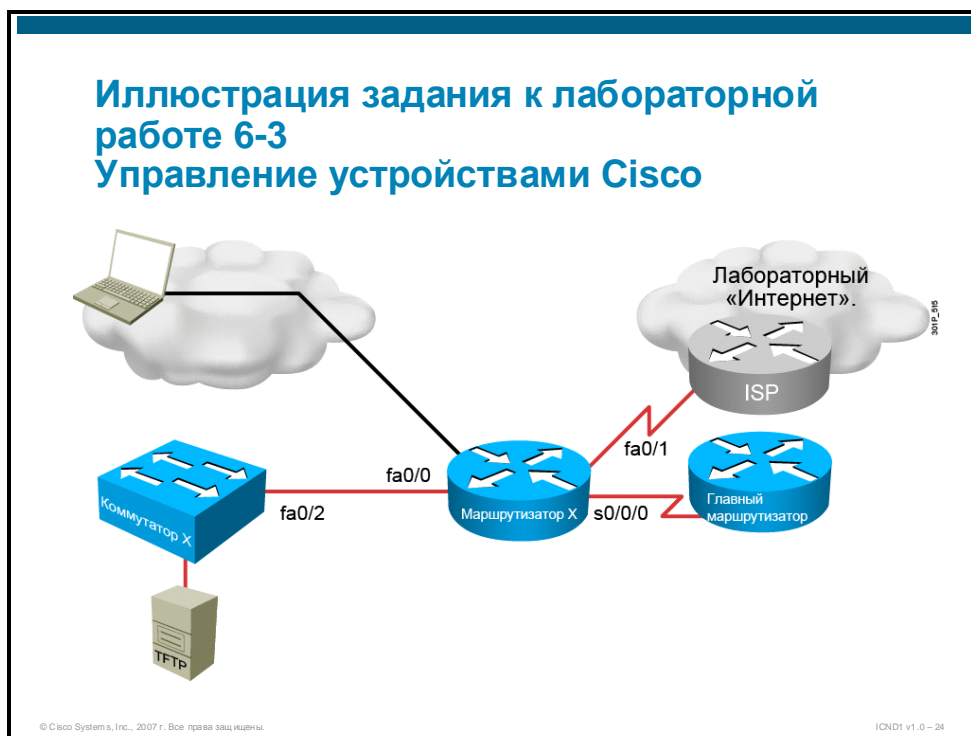 Иллюстрация задания к лабораторной
работе 6-3
Управление устройствами Cisco
Лабораторный
«Интернет».
301P_515
ISP
fa0/1
fa0/0
Коммутатор X
fa0/2
Маршрутизатор X
s0/0/0
Главный
маршрутизатор
TFTP
© Cisco Systems, Inc., 2007 г. Все права защищены.
ICND1 v1.0 – 24